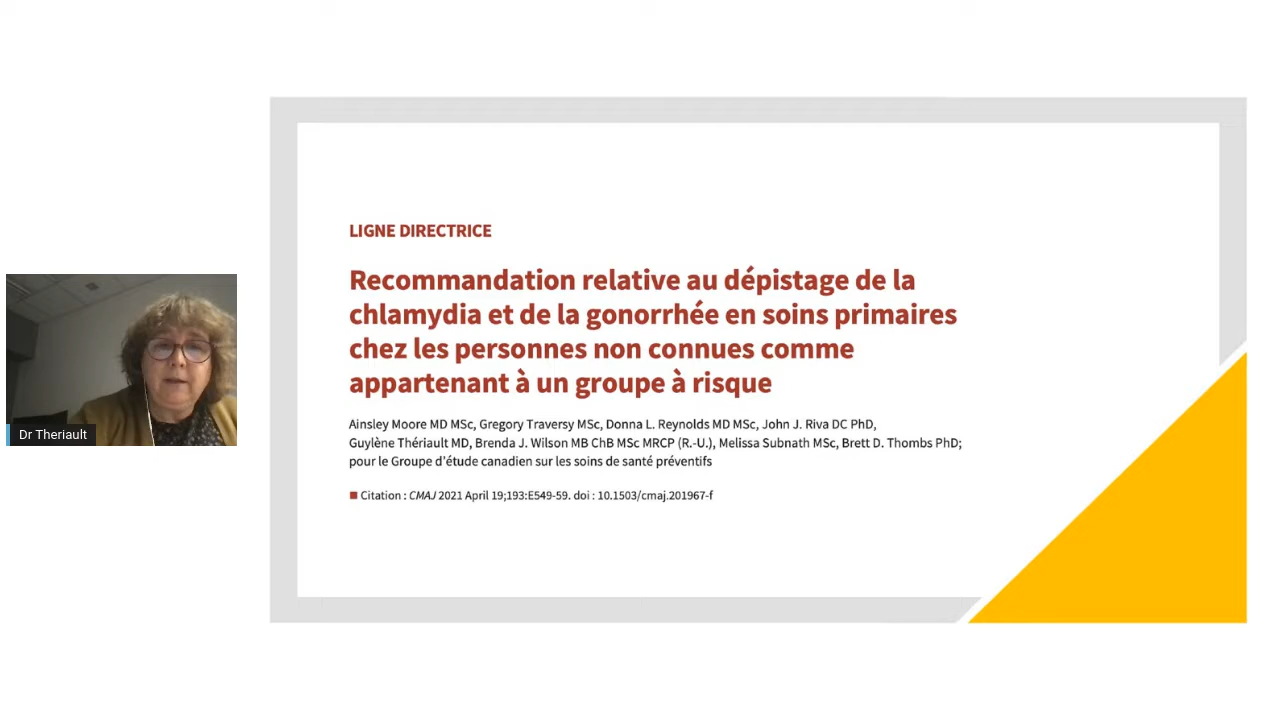 LIGNE DIRECTRICE
Recommandation relative au dépistage de la
chlamydia et de la gonorrhée en soins primaires
chez les personnes non connues comme
appartenant à un groupe à risque
Ainsley Moore MD MSc, Gregory Traversy MSc, Donna L. Reynolds MD MSc, John J. Riva DC PhD,
Guylène Thériault MD, Brenda J. Wilson MB ChB MSc MRCP (R.-U.), Melissa Subnath MSc, Brett D. Thombs PhD;
pour le Groupe d'étude canadien sur les soins de santé préventifs
Citation : CMAJ 2021 April 19;193:E549-59. doi : 10.1503/cmaj.201967-f
Dr Theriault